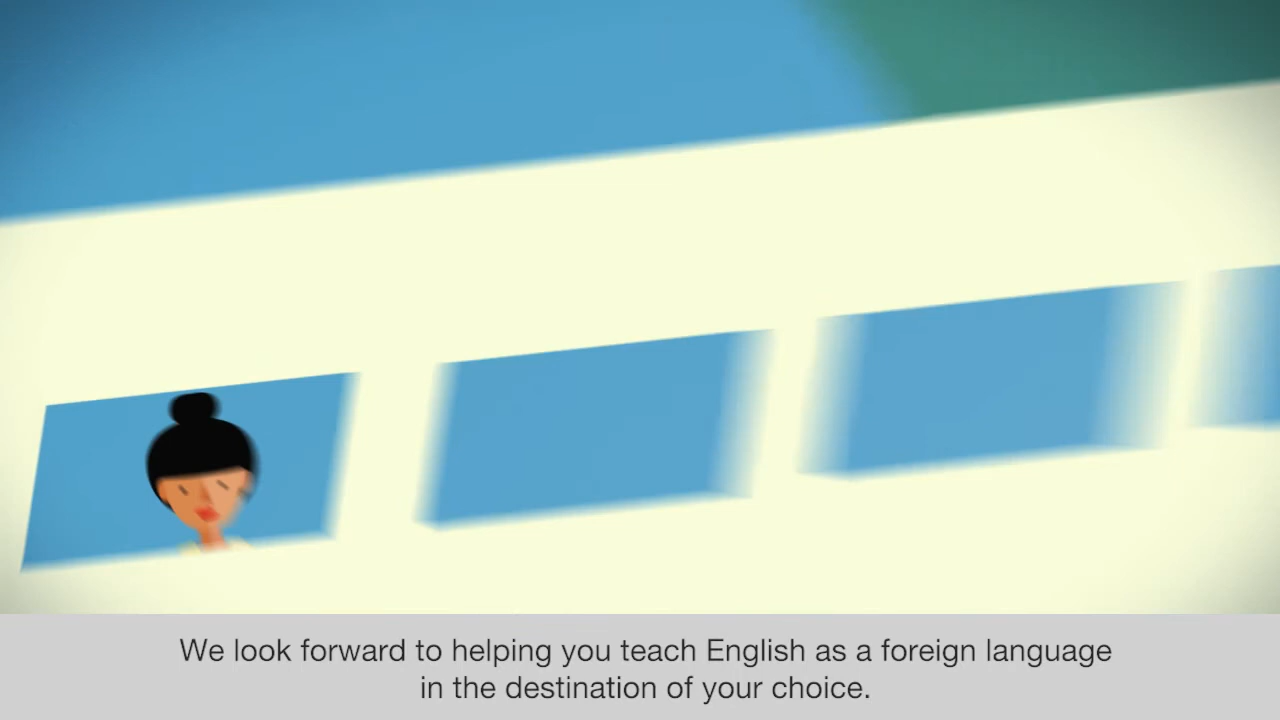 We look forward to helping you teach English as a foreign language
in the destination of your choice.